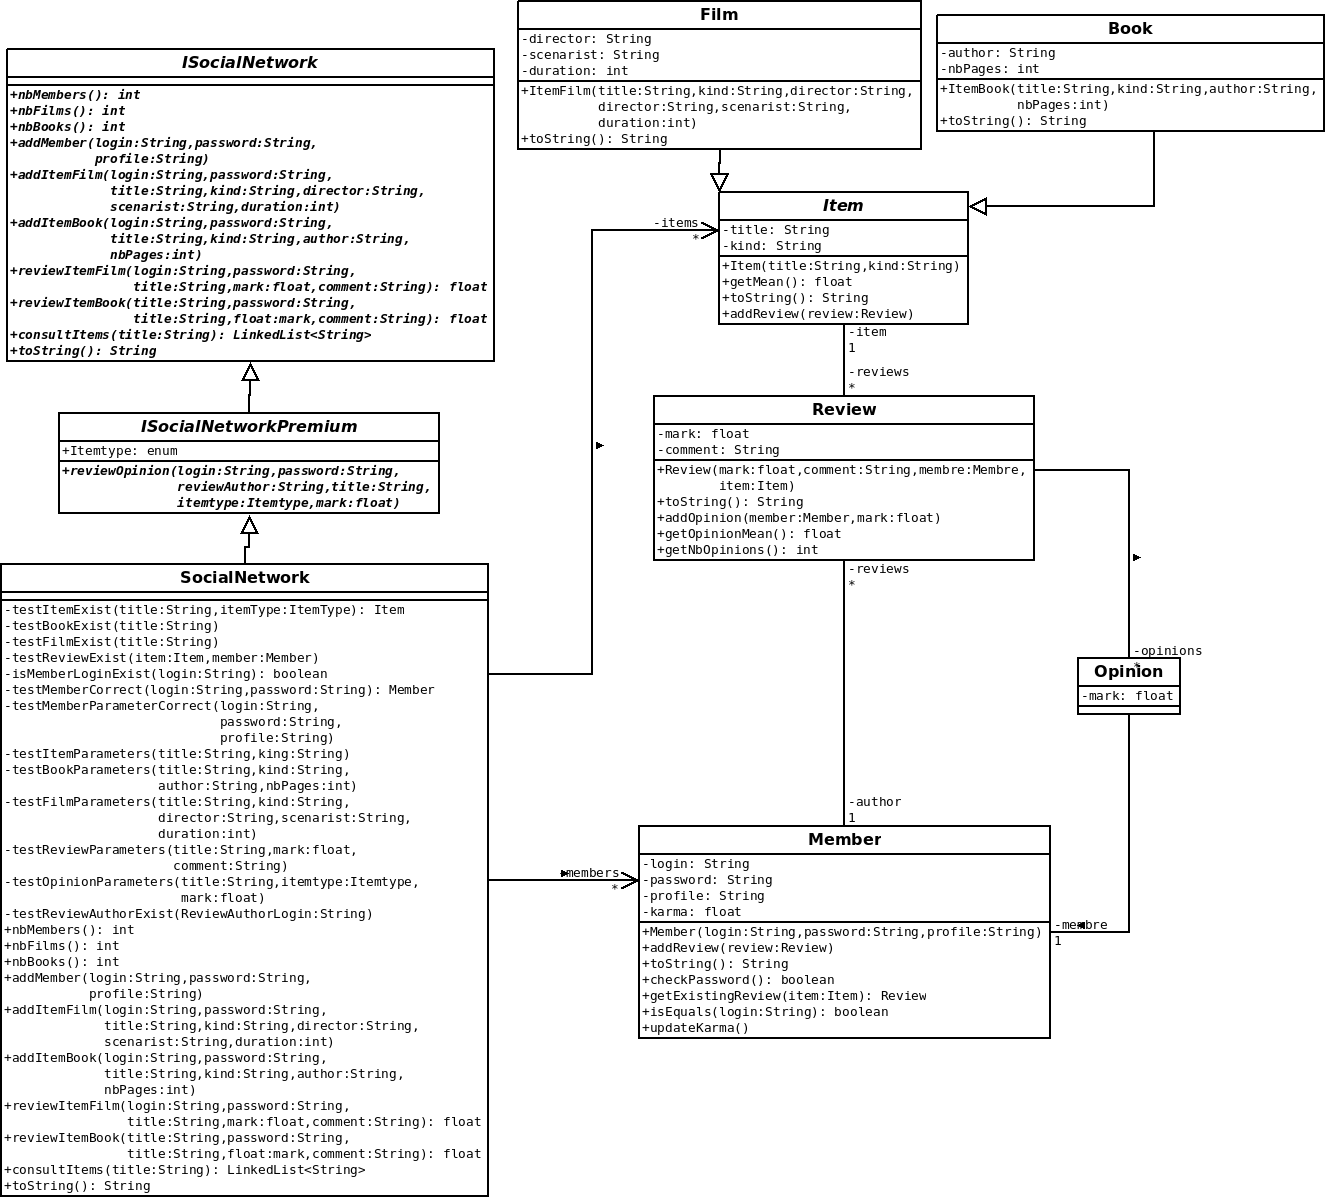 Film
-director: String
-scenarist: String
-duration: int
+ItemFilm(title:String,kind:String,director:String,
director:String,scenarist:String,
duration:int)
+toString(): String
Book
-author: String
-nbPages: int
+ItemBook(title:String,kind:String,author:String,
nbPages:int)
+toString(): String
ISocialNetwork
+nbMembers(): int
+nbFilms(): int
+nbBooks(): int
+addMember(login:String,password:String,
profile:String)
+addItemFilm(login:String,password:String,
title:String,kind:String,director:String,
scenarist:String,duration:int)
+addItemBook(login:String,password:String,
title:String,kind:String,author:String,
nbPages:int)
+reviewItemFilm(login:String,password:String,
title:String,mark:float,comment:String): float
+reviewItemBook(title:String,password:String,
title:String,float:mark,comment:String): float
+consultItems(title:String): LinkedList<String>
+toString(): String
-items
*
Item
-title: String
-kind: String
+Item(title:String,kind:String)
+getMean(): float
+toString(): String
+addReview(review:Review)
-item
1
-reviews
*
ISocialNetworkPremium
+Itemtype: enum
+reviewOpinion(login:String,password:String,
reviewAuthor:String,title:String,
itemtype:Itemtype,mark:float)
Review
-mark: float
-comment: String
+Review(mark:float,comment:String,membre:Membre,
item:Item)
+toString(): String
+addOpinion(member:Member,mark:float)
+getOpinionMean(): float
+getNbOpinions(): int
-reviews
*
-opinions
*
Opinion
-mark: float
SocialNetwork
-testItemExist(title:String,itemType:ItemType): Item
-testBookExist(title:String)
-testFilmExist(title:String)
-testReviewExist(item:Item,member:Member)
-isMemberLoginExist(login:String): boolean
-testMemberCorrect(login:String,password:String): Member
-testMemberParameterCorrect(login:String,
password:String,
profile:String)
-testItemParameters(title:String,king:String)
-testBookParameters(title:String,kind:String,
author:String,nbPages:int)
-testFilmParameters(title:String,kind:String,
director:String,scenarist:String,
duration:int)
-testReviewParameters(title:String,mark:float,
comment:String)
-testOpinionParameters(title:String,itemtype:Itemtype,
mark:float)
-testReviewAuthorExist(ReviewAuthorLogin:String)
+nbMembers(): int
+nbFilms(): int
+nbBooks(): int
+addMember(login:String,password:String,
profile:String)
+addItemFilm(login:String,password:String,
title:String,kind:String,director:String,
scenarist:String,duration:int)
+addItemBook(login:String,password:String,
title:String,kind:String,author:String,
nbPages:int)
+reviewItemFilm(login:String,password:String,
title:String,mark:float,comment:String): float
+reviewItemBook(title:String,password:String,
title:String,float:mark,comment:String): float
+consultItems(title:String): LinkedList<String>
+toString(): String
-members
*
-author
1
Member
-login: String
-password: String
-profile: String
-karma: float
+Member(login:String,password:String,profile:String)
+addReview(review:Review)
+toString(): String
+checkPassword(): boolean
+getExistingReview(item:Item): Review
+isEquals(login:String): boolean
+updateKarma()
-membre
1